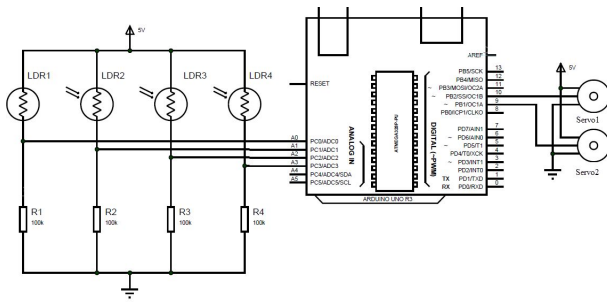 5V
LDR1
LDR2
LDR3
LDR4
R1
100k
R2
100k
R3
100k
R4
100k
RESET
A0
A1
A2
A3
A4
A5
PC0/ADC0
PC1/ADC1
PC2/ADC2
PC3/ADC3
PC4/ADC4/SDA
PC5/ADC5/SCL
ANALOG IN
ATMEGA328P-PU
DIGITAL (~PWM)
AREF
PB5/SCK 13
PB4/MISO 12
~ PB3/MOSI/OC2A 11
~ PB2/SS/OC1B 10
~ PB1/OC1A 9
PB0/ICP1/CLKO 8
PD7/AIN1 7
~ PD6/AIN0 6
~ PD5/T1 5
PD4/T0/XCK 4
~ PD3/INT1 3
PD2/INT0 2
TX PD1/TXD 1
RX PD0/RXD 0
ARDUINO UNO R3
5V
Servo1
Servo2